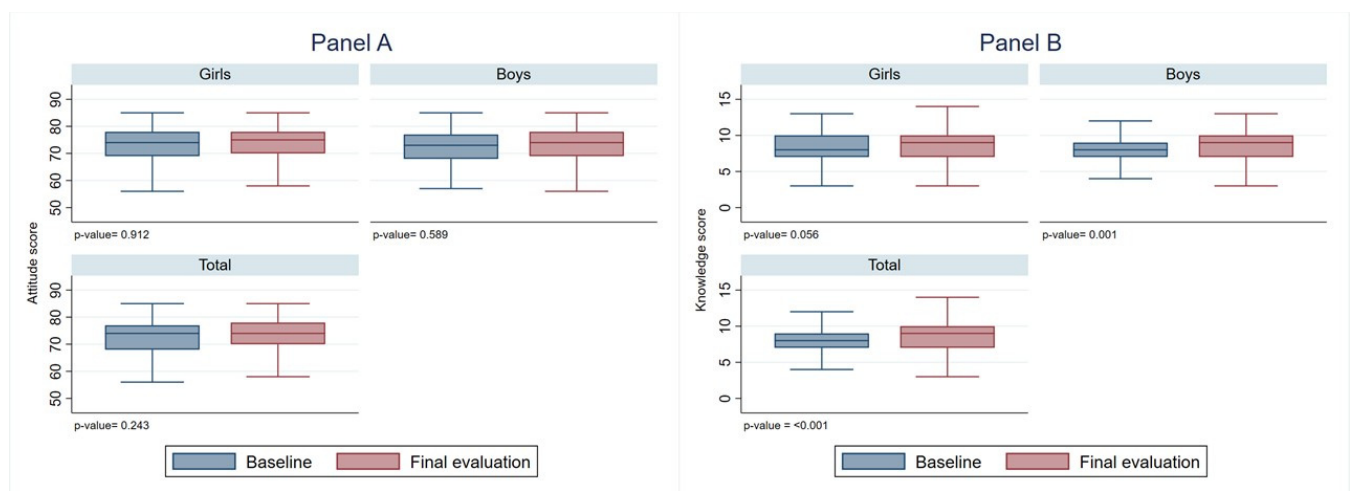 Panel A
Girls
Boys
90
80
70
60
50
p-value= 0.912
p-value= 0.589
Total
Attitude score
90
80
70
60
50
p-value= 0.243
Baseline
Final evaluation
Panel B
Girls
Boys
15
10
5
0
p-value= 0.056
p-value= 0.001
Total
Knowledge score
15
10
5
0
p-value = <0.001
Baseline
Final evaluation